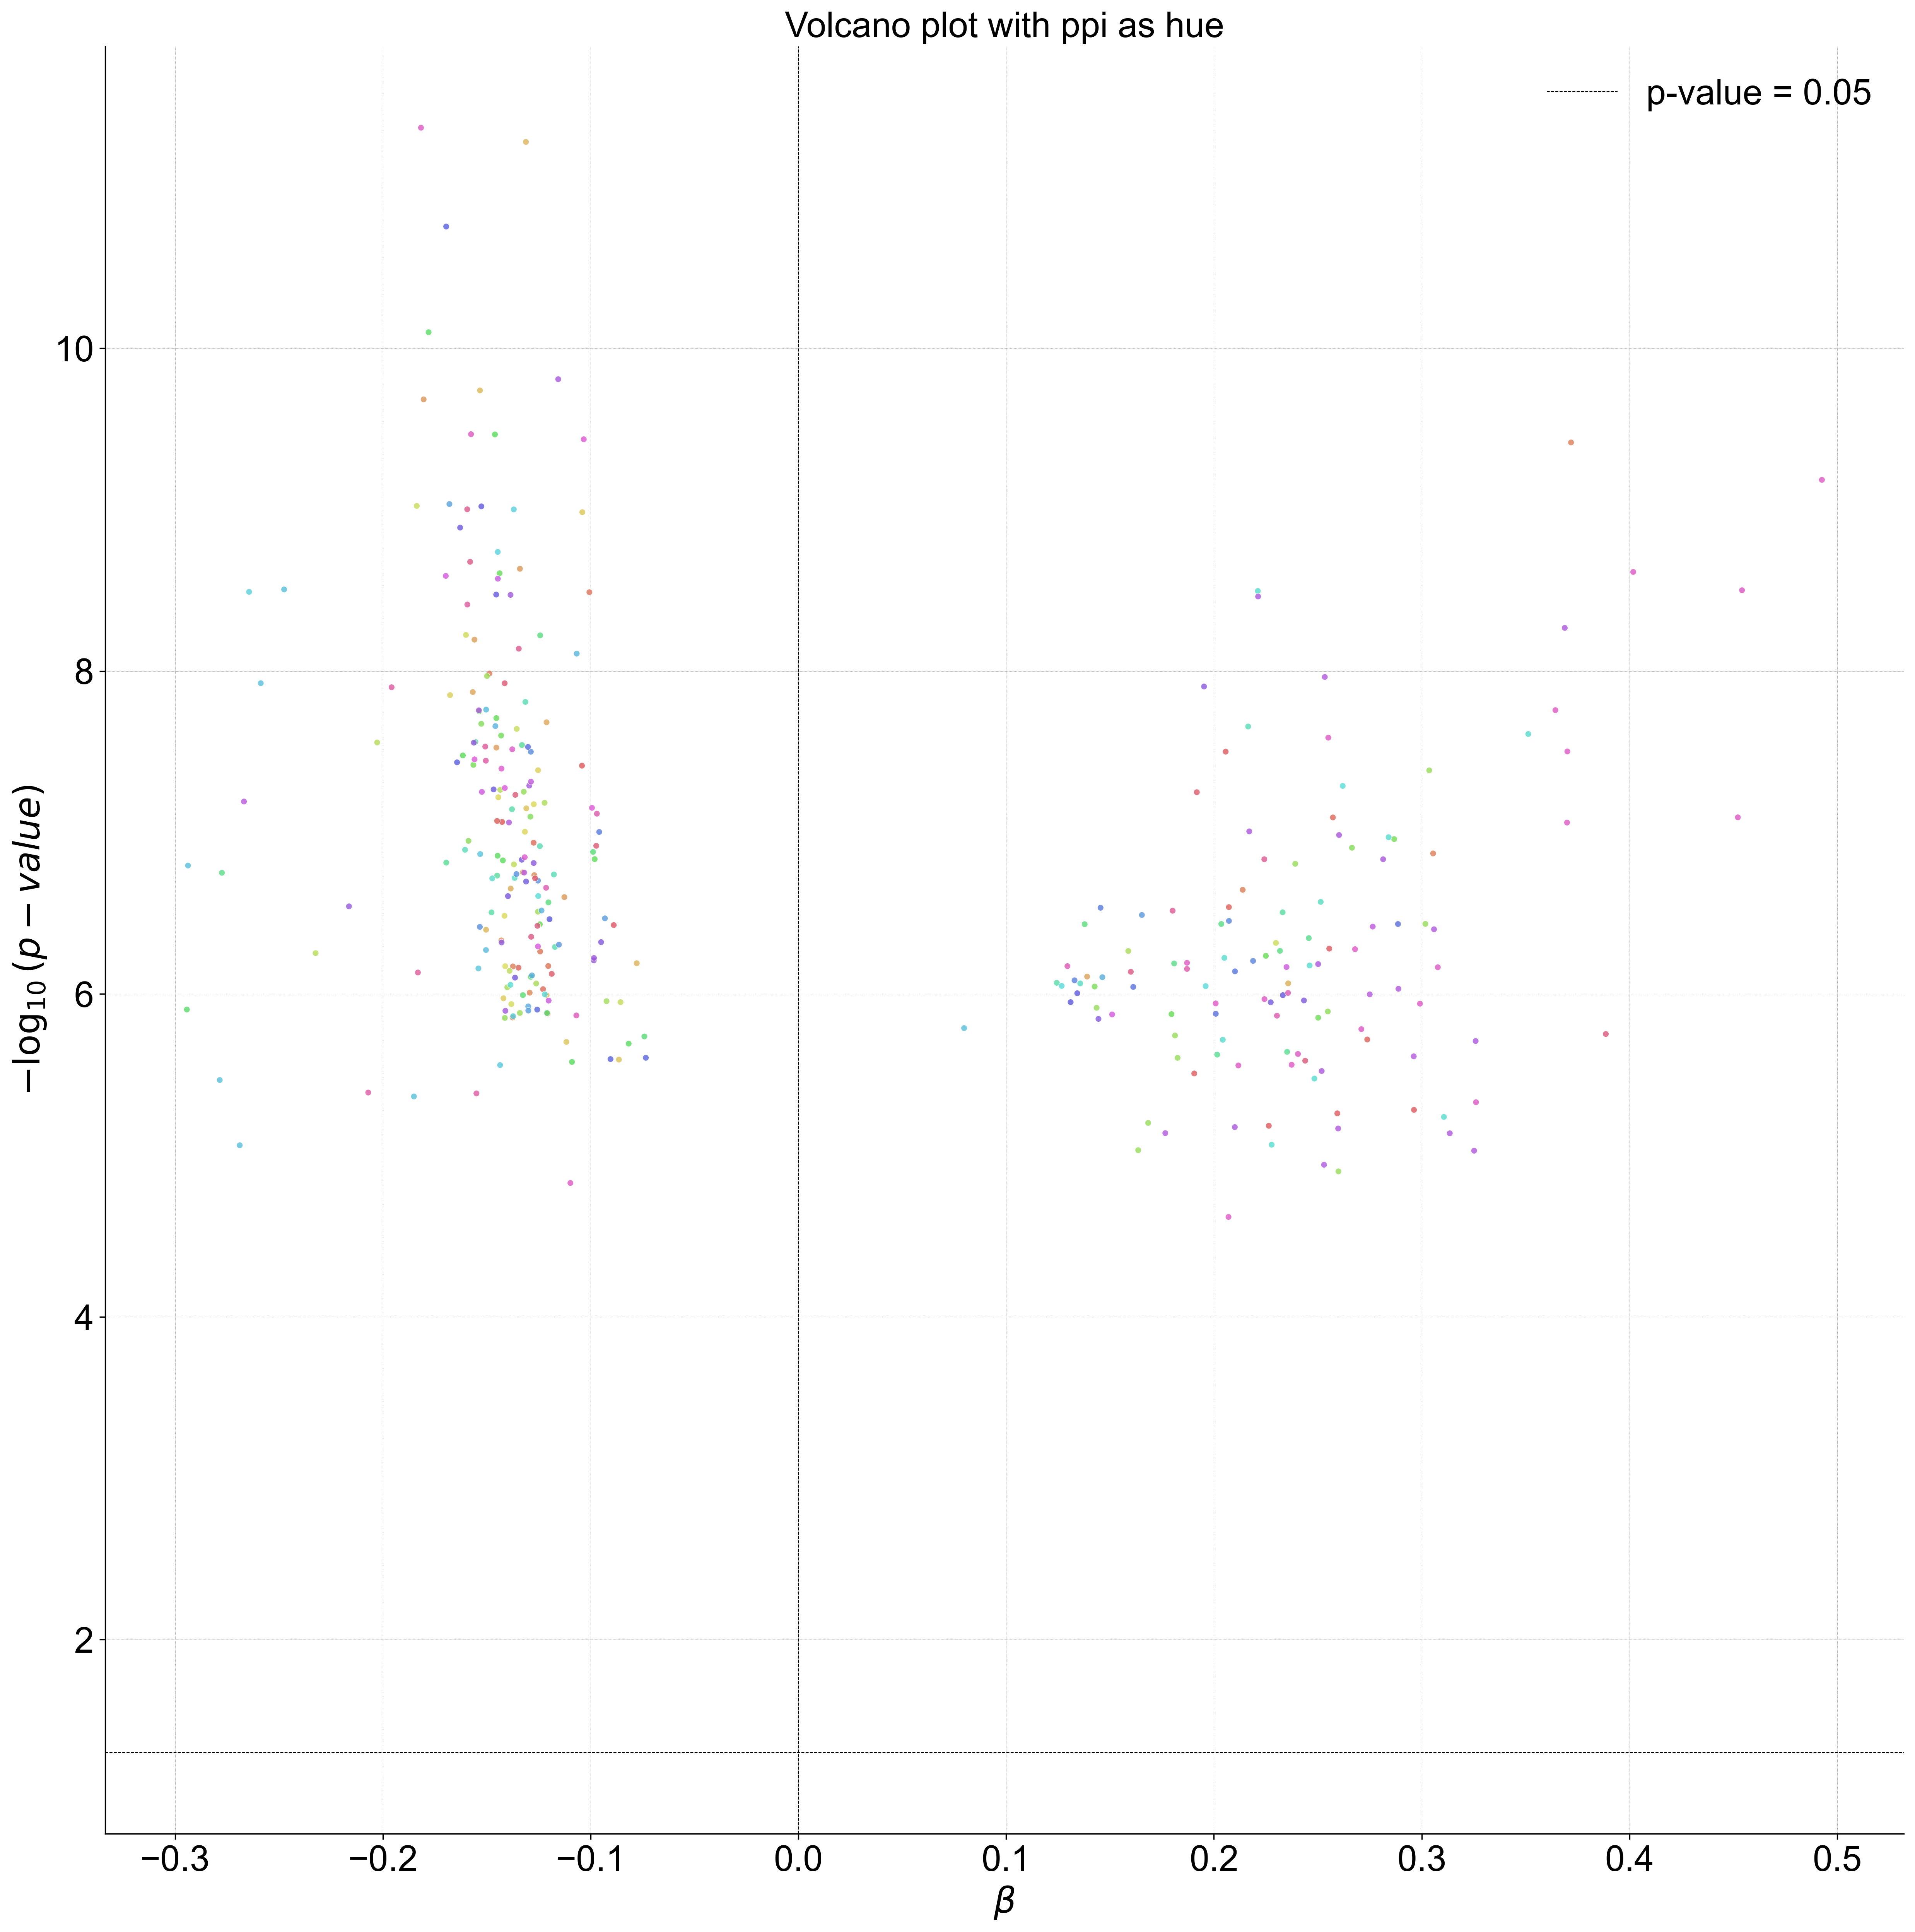 Volcano plot with ppi as hue
p-value = 0.05
−log₁₀ (p − value)
10
8
6
4
2
−0.3 −0.2 −0.1 0.0 0.1 0.2 0.3 0.4 0.5
β